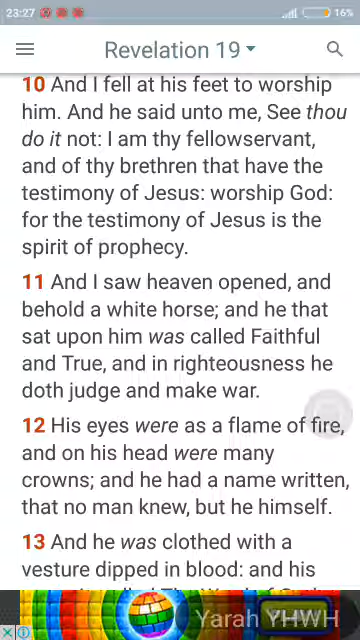 23:27
16%
Revelation 19
10 And I fell at his feet to worship
him. And he said unto me, See thou
do it not: I am thy fellowservant,
and of thy brethren that have the
testimony of Jesus: worship God:
for the testimony of Jesus is the
spirit of prophecy.
11 And I saw heaven opened, and
behold a white horse; and he that
sat upon him was called Faithful
and True, and in righteousness he
doth judge and make war.
12 His eyes were as a flame of fire,
and on his head were many
crowns; and he had a name written,
that no man knew, but he himself.
13 And he was clothed with a
vesture dipped in blood: and his
Yarah YHWH